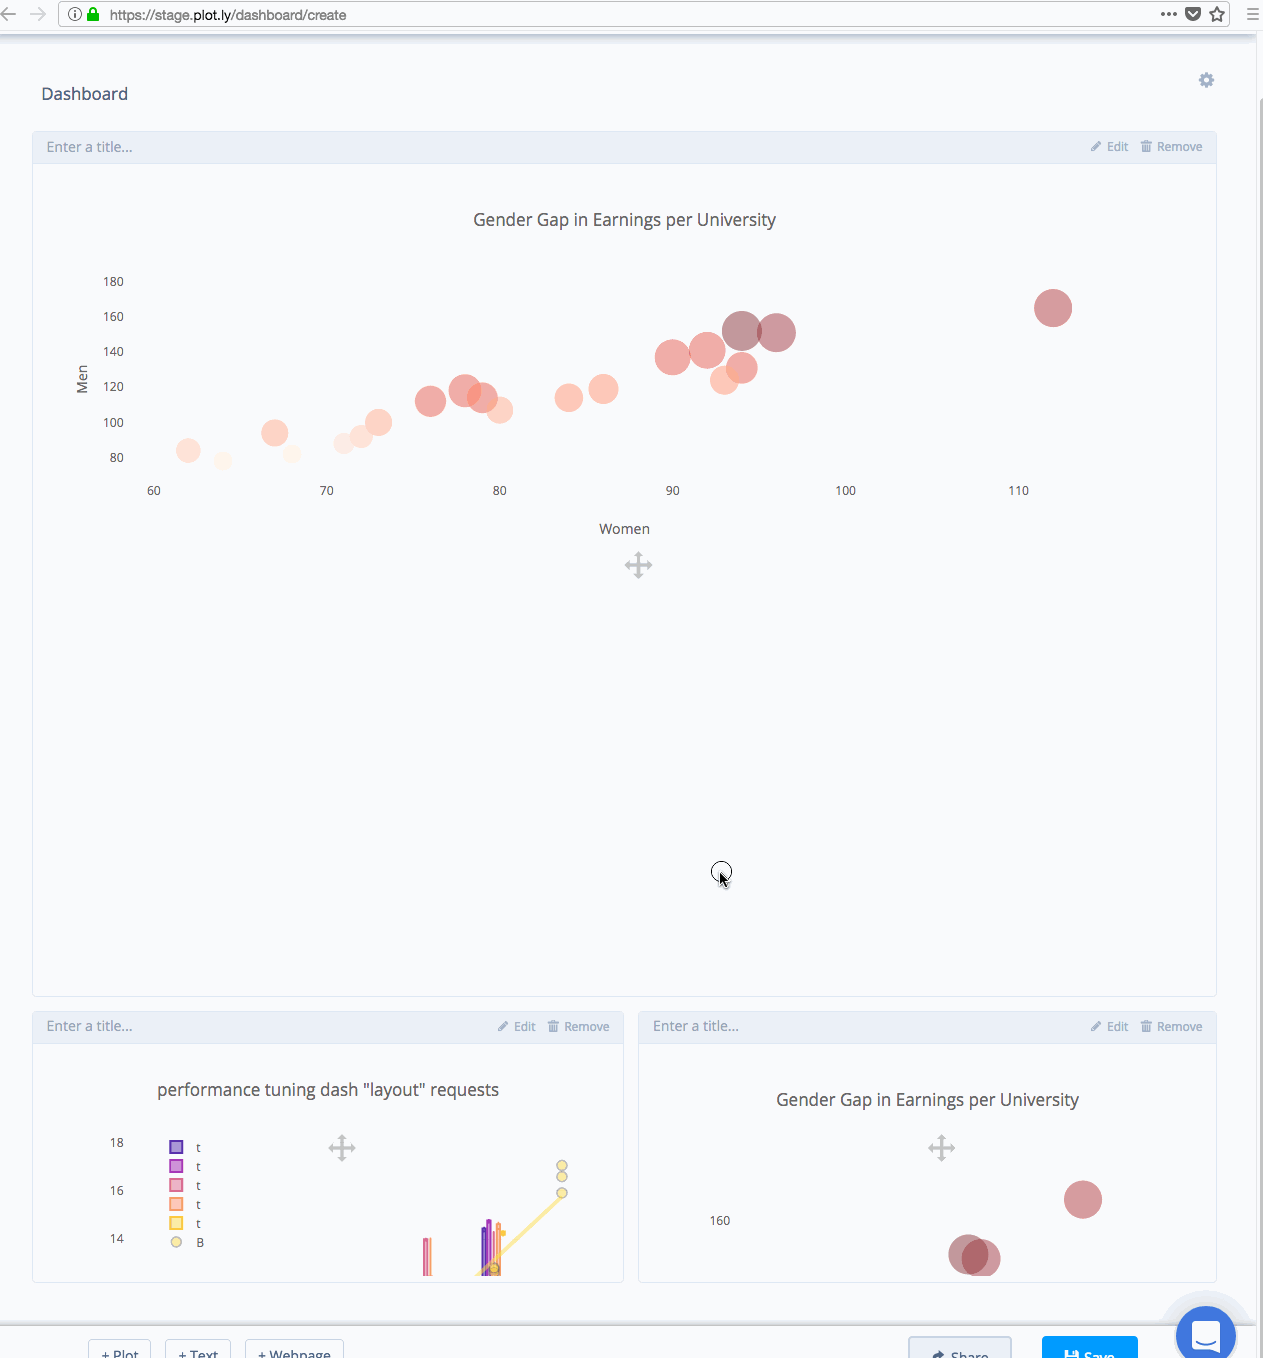 https://stage.plot.ly/dashboard/create
Dashboard
Enter a title...
Edit Remove
Gender Gap in Earnings per University
180
160
140
120
100
80
Men
60 70 80 90 100 110
Women
Enter a title...
Edit Remove
performance tuning dash "layout" requests
18
16
14
t
t
t
t
t
B
Enter a title...
Edit Remove
Gender Gap in Earnings per University
160
+ Plot + Text + Webpage Share Save